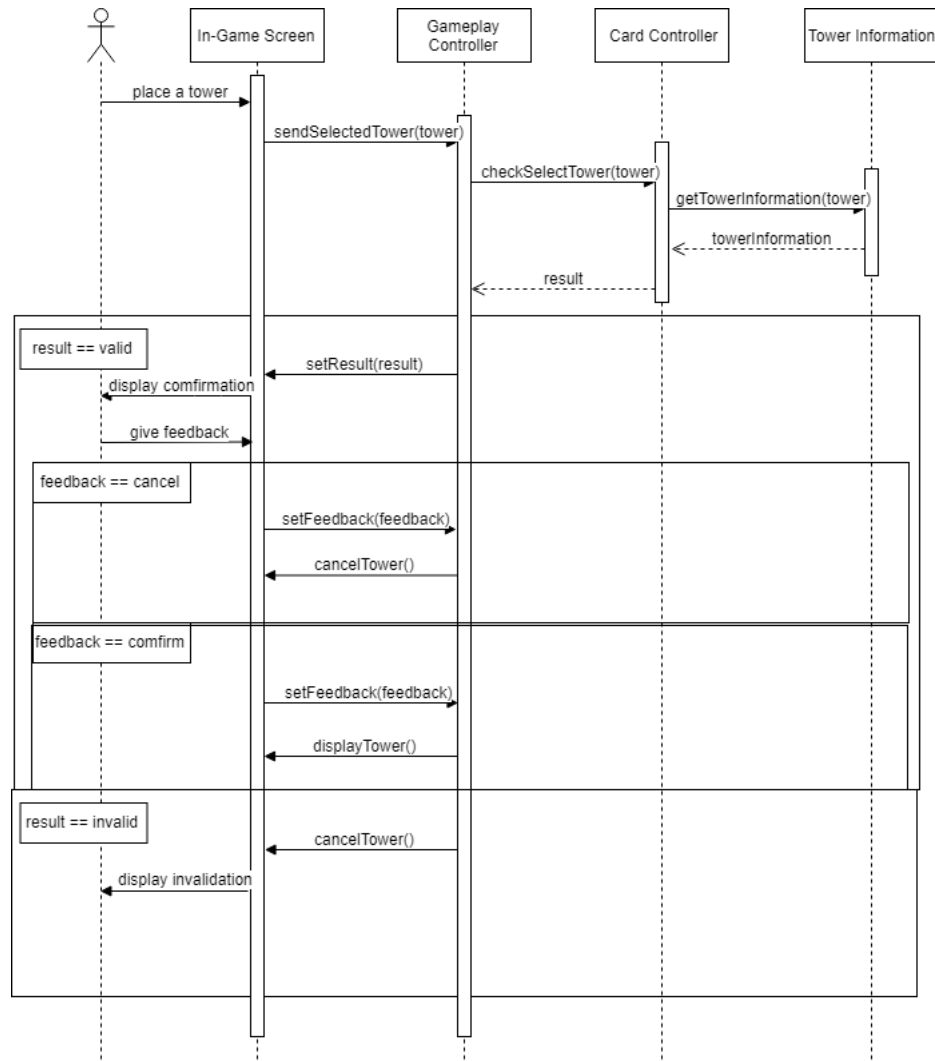 In-Game Screen
Gameplay
Controller
Card Controller
Tower Information
place a tower
sendSelectedTower(tower)
checkSelectTower(tower)
getTowerInformation(tower)
towerInformation
result
result == valid
setResult(result)
display comfirmation
give feedback
feedback == cancel
setFeedback(feedback)
cancelTower()
feedback == comfirm
setFeedback(feedback)
displayTower()
result == invalid
cancelTower()
display invalidation